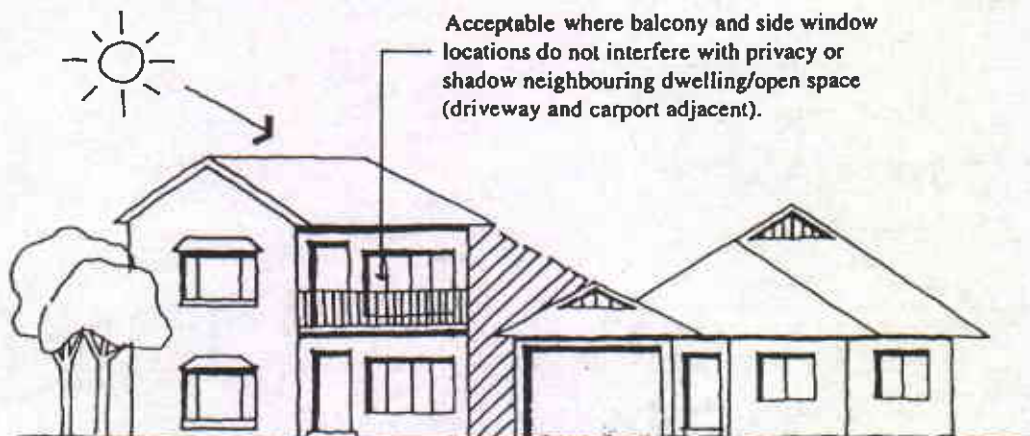 Acceptable where balcony and side window
locations do not interfere with privacy or
shadow neighbouring dwelling/open space
(driveway and carport adjacent).